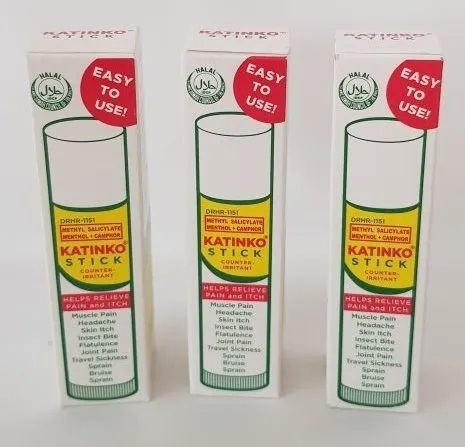 KATINKO
STICK
HALAL
EASY
TO
USE!
DRHR-1151
METHYL SALICYLATE
MENTHOL + CAMPHOR
KATINKO®
STICK
COUNTER-
IRRITANT
HELPS RELIEVE
PAIN and ITCH
Muscle Pain
Headache
Skin Itch
Insect Bite
Flatulence
Joint Pain
Travel Sickness
Sprain
Bruise
Sprain
KATINKO
STICK
HALAL
EASY
TO
USE!
DRHR-1151
METHYL SALICYLATE
MENTHOL + CAMPHOR
KATINKO®
STICK
COUNTER-
IRRITANT
HELPS RELIEVE
PAIN and ITCH
Muscle Pain
Headache
Skin Itch
Insect Bite
Flatulence
Joint Pain
Travel Sickness
Sprain
Bruise
Sprain
KATINKO
STICK
HALAL
EASY
TO
USE!
DRHR-1151
METHYL SALICYLATE
MENTHOL + CAMPHOR
KATINKO®
STICK
COUNTER-
IRRITANT
HELPS RELIEVE
PAIN and ITCH
Muscle Pain
Headache
Skin Itch
Insect Bite
Flatulence
Joint Pain
Travel Sickness
Sprain
Bruise
Sprain